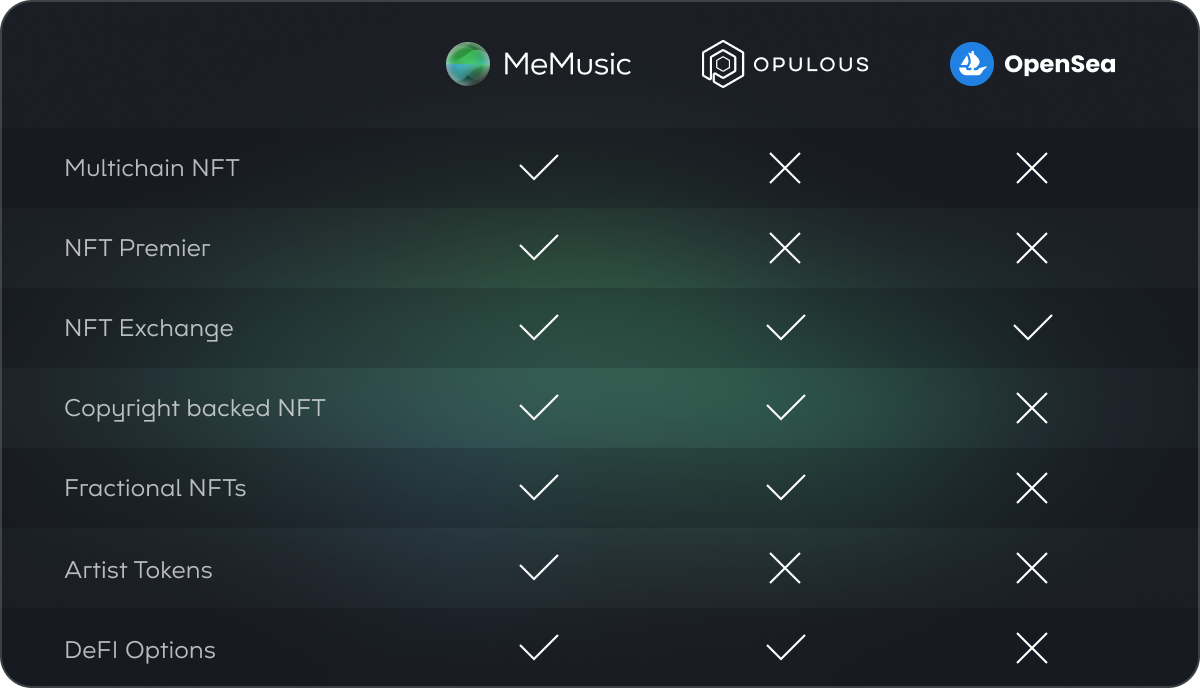 MeMusic OPULOUS OpenSea
Multichain NFT
NFT Premier
NFT Exchange
Copyright backed NFT
Fractional NFTs
Artist Tokens
DeFI Options